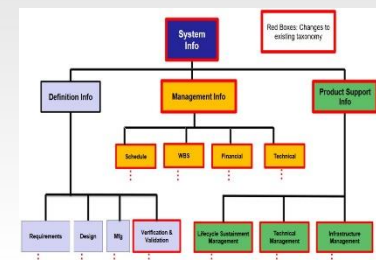 System
Info
Red Boxes: Changes to
existing taxonomy
Definition Info
Management Info
Product Support
Info
Schedule
WBS
Financial
Technical
Requirements
Design
Mfg
Verification &
Validation
Lifecycle Sustainment
Management
Technical
Management
Infrastructure
Management